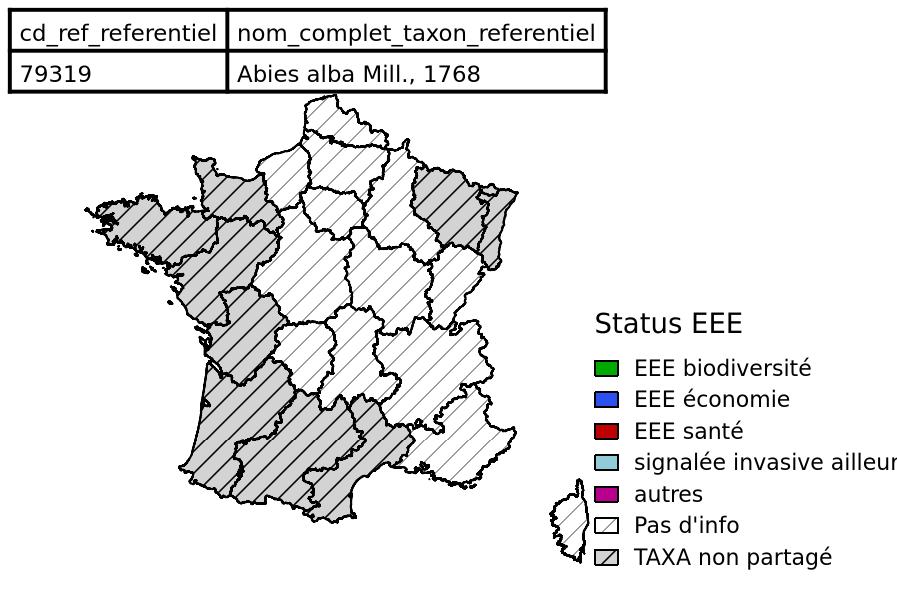 cd_ref_referentiel nom_complet_taxon_referentiel
79319 Abies alba Mill., 1768
Status EEE
EEE biodiversité
EEE économie
EEE santé
signalée invasive ailleur
autres
Pas d'info
TAXA non partagé